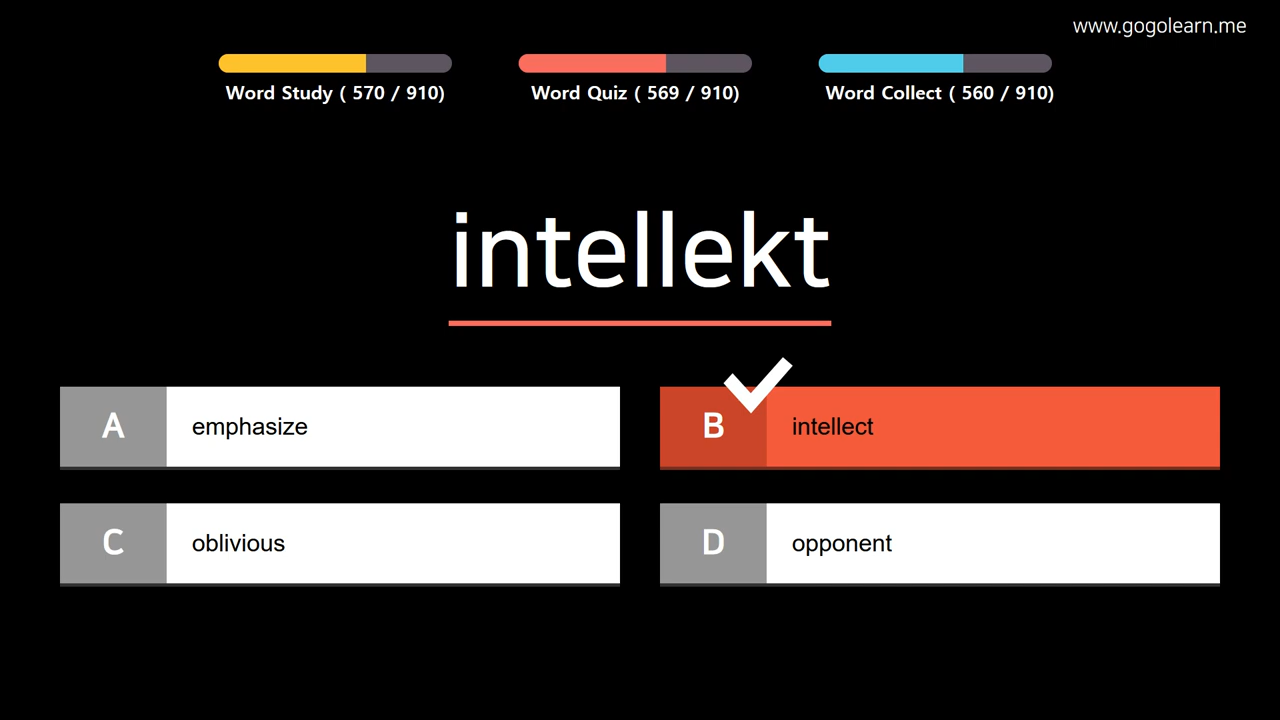 www.gogolearn.me
Word Study ( 570 / 910)
Word Quiz ( 569 / 910)
Word Collect ( 560 / 910)
intellekt
A emphasize
B intellect
C oblivious
D opponent